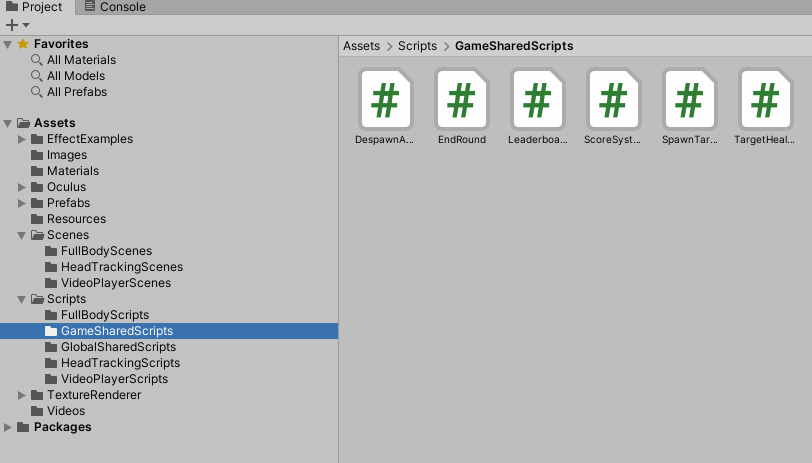 Project
Console
Favorites
All Materials
All Models
All Prefabs
Assets
EffectExamples
Images
Materials
Oculus
Prefabs
Resources
Scenes
FullBodyScenes
HeadTrackingScenes
VideoPlayerScenes
Scripts
FullBodyScripts
GameSharedScripts
GlobalSharedScripts
HeadTrackingScripts
VideoPlayerScripts
TextureRenderer
Videos
Packages
Assets > Scripts > GameSharedScripts
# # # # # #
DespawnA... EndRound Leaderboa... ScoreSyst... SpawnTar... TargetHeal...